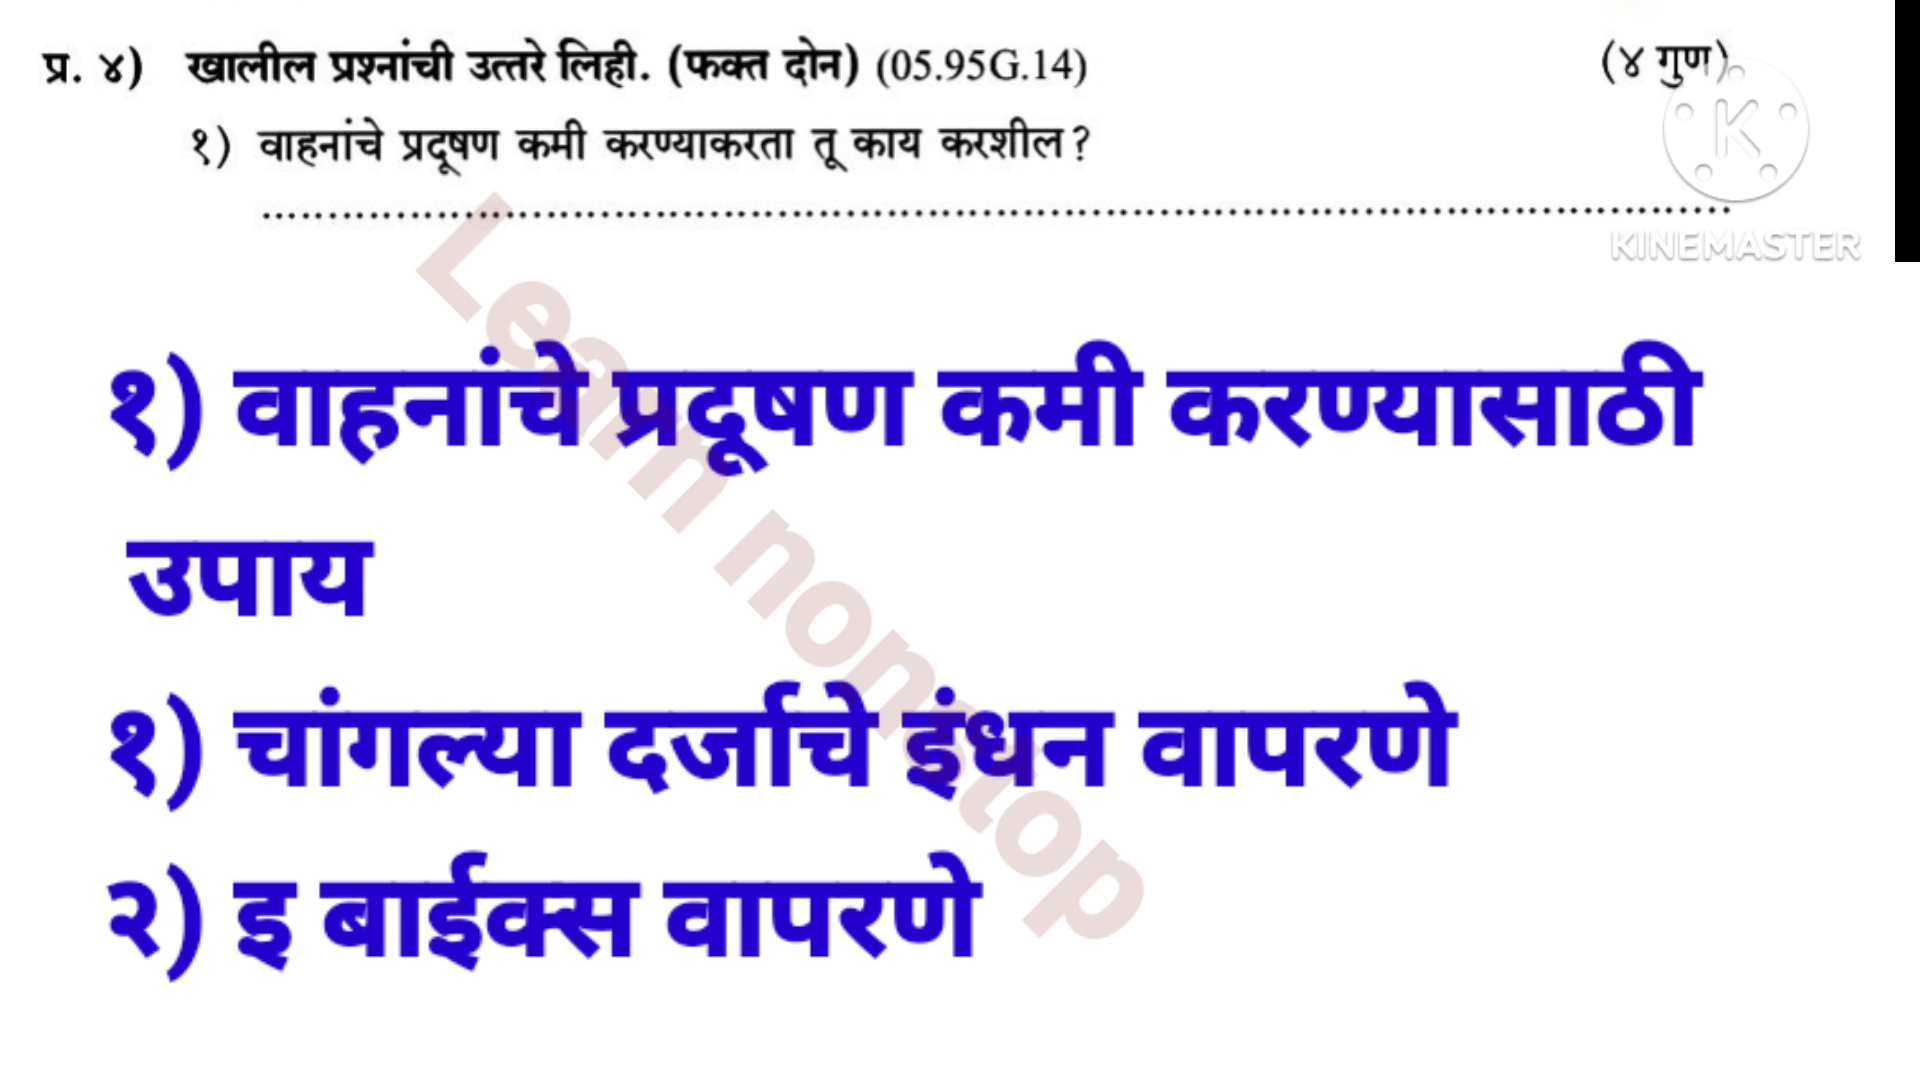 प्र. ४) खालील प्रश्नांची उत्तरे लिही. (फक्त दोन) (05.95G.14) (४ गुण)
१) वाहनांचे प्रदूषण कमी करण्याकरता तू काय करशील?
K
KINEMASTER
Learn nonstop
१) वाहनांचे प्रदूषण कमी करण्यासाठी
उपाय
१) चांगल्या दर्जाचे इंधन वापरणे
२) इ बाईक्स वापरणे